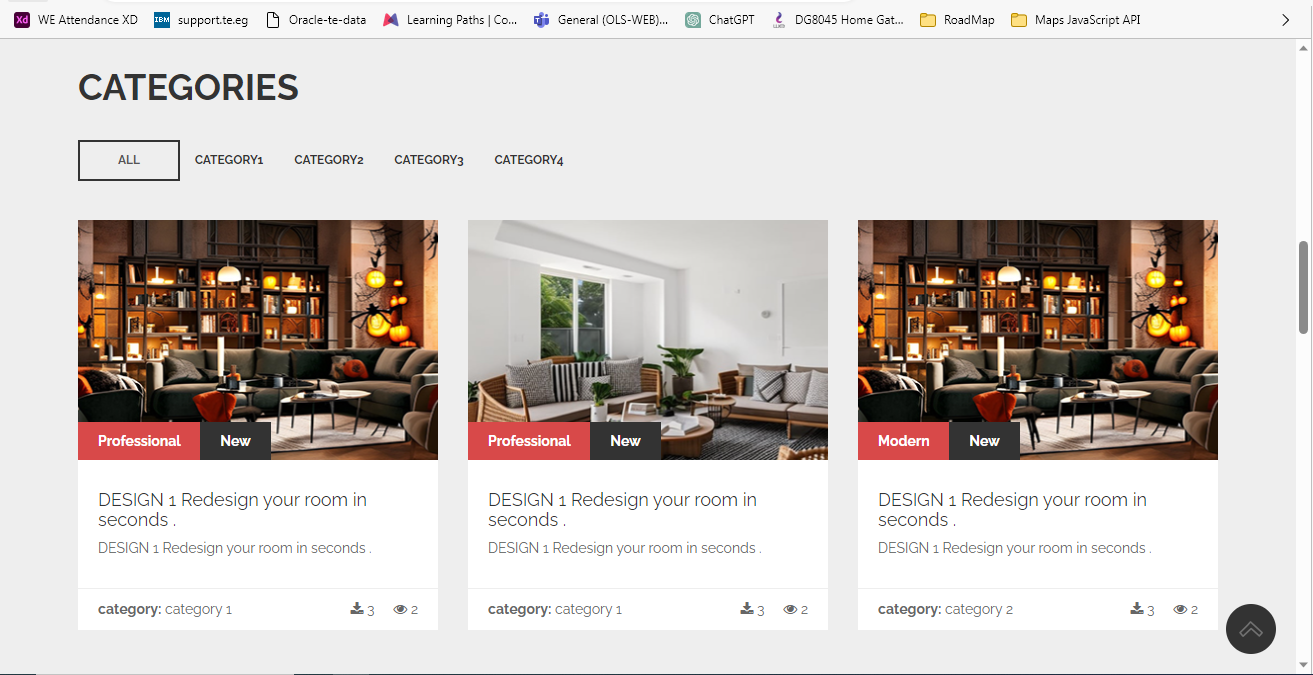 WE Attendance XD support.te.eg Oracle-te-data Learning Paths | Co... General (OLS-WEB)... ChatGPT DG8045 Home Gat... RoadMap Maps JavaScript API
CATEGORIES
ALL CATEGORY1 CATEGORY2 CATEGORY3 CATEGORY4
Professional New
Professional New
Modern New
DESIGN 1 Redesign your room in
seconds .
DESIGN 1 Redesign your room in seconds .
category: category 1 3 2
DESIGN 1 Redesign your room in
seconds .
DESIGN 1 Redesign your room in seconds .
category: category 1 3 2
DESIGN 1 Redesign your room in
seconds .
DESIGN 1 Redesign your room in seconds .
category: category 2 3 2